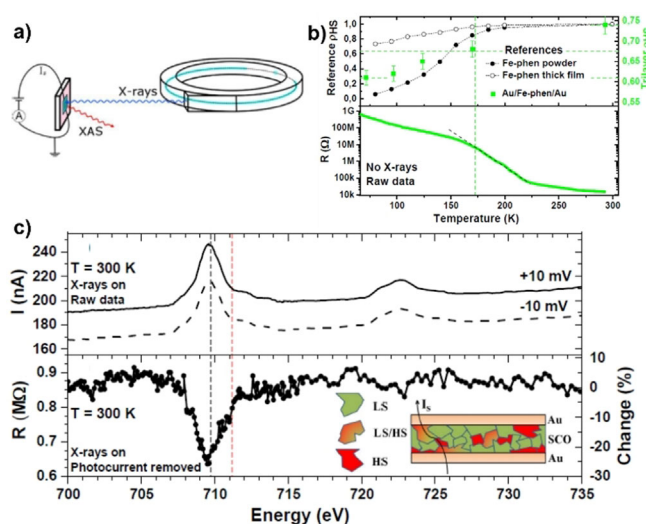 a)
I_s
A
X-rays
XAS
b)
Reference ρHS
1,0
0,8
0,6
0,4
0,2
0,0
References
Fe-phen powder
Fe-phen thick film
Au/Fe-phen/Au
0,75
0,70
0,65
0,60
0,55
R (Ω)
1G
100M
10M
1M
100k
10k
No X-rays
Raw data
100 150 200 250 300
Temperature (K)
c)
I (nA)
240
220
200
180
160
T = 300 K
X-rays on
Raw data
+10 mV
-10 mV
R (MΩ)
0.9
0.8
0.7
0.6
T = 300 K
X-rays on
Photocurrent removed
LS
LS/HS
HS
I_S
Au
SCO
Au
10
5
0
-10
-20
-30
Change (%)
700 705 710 715 720 725 730 735
Energy (eV)